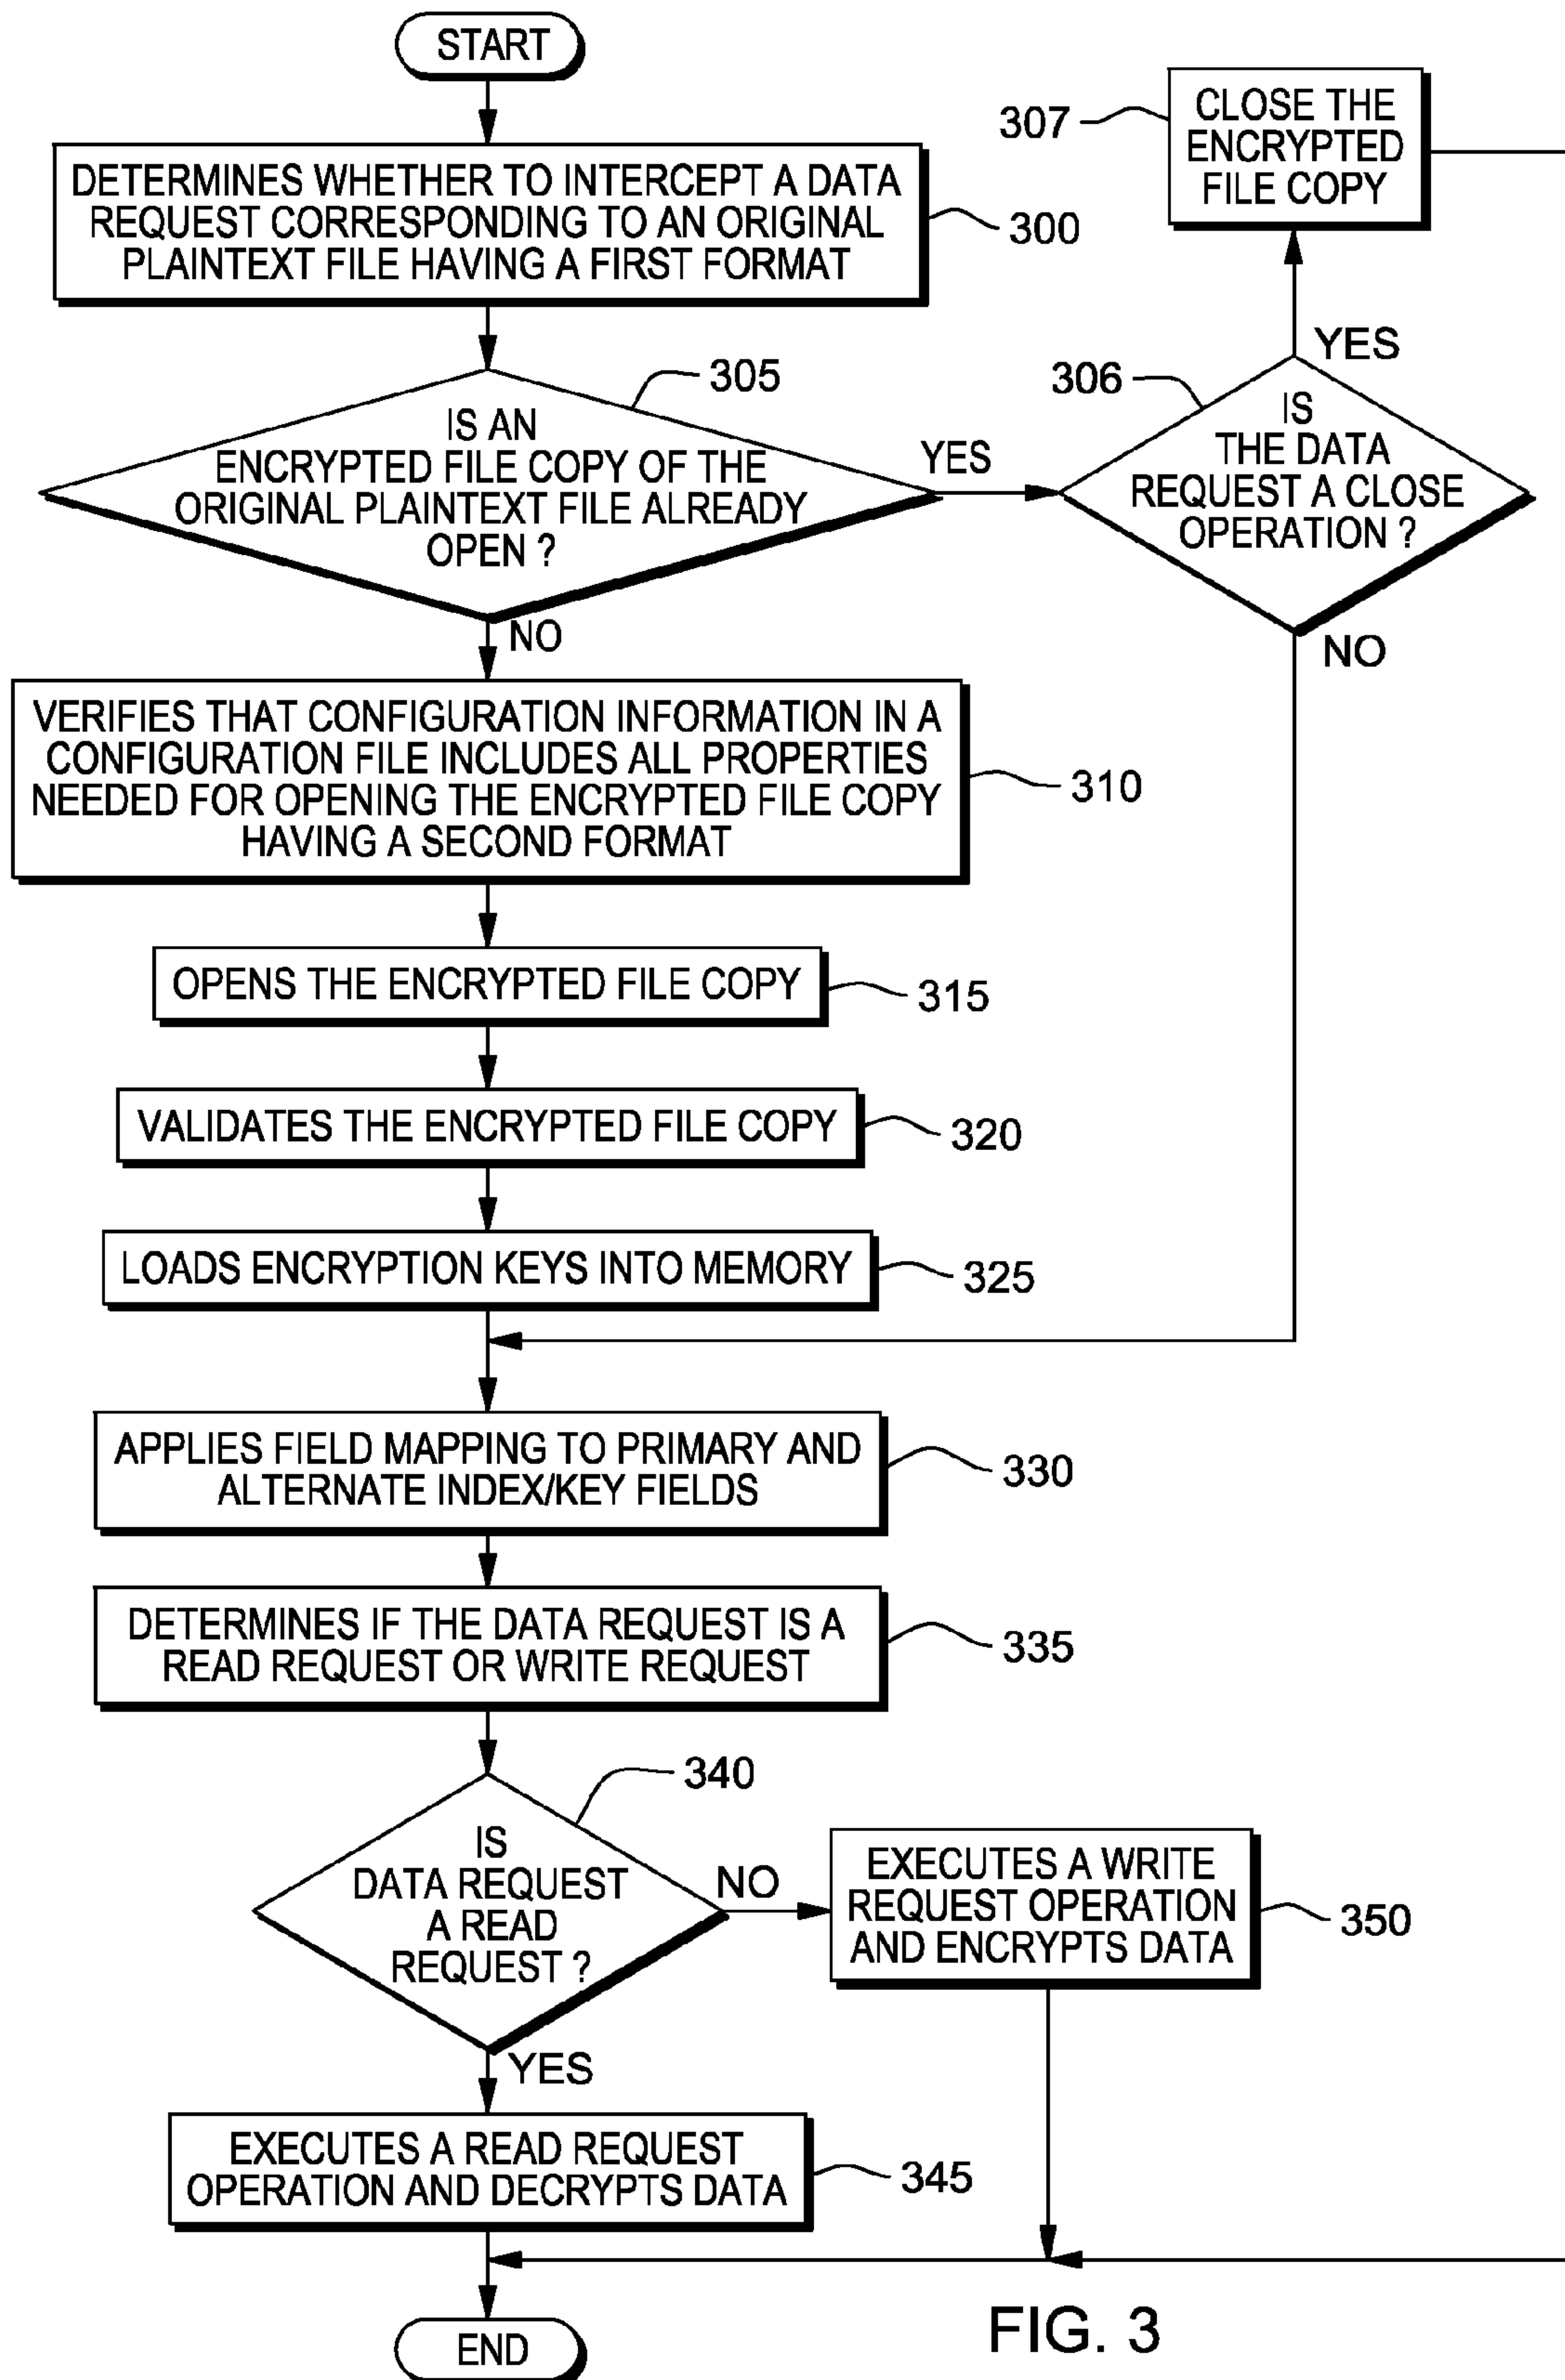 START
DETERMINES WHETHER TO INTERCEPT A DATA
REQUEST CORRESPONDING TO AN ORIGINAL
PLAINTEXT FILE HAVING A FIRST FORMAT
300
307
CLOSE THE
ENCRYPTED
FILE COPY
305
IS AN
ENCRYPTED FILE COPY OF THE
ORIGINAL PLAINTEXT FILE ALREADY
OPEN ?
YES
NO
306
YES
IS
THE DATA
REQUEST A CLOSE
OPERATION ?
NO
VERIFIES THAT CONFIGURATION INFORMATION IN A
CONFIGURATION FILE INCLUDES ALL PROPERTIES
NEEDED FOR OPENING THE ENCRYPTED FILE COPY
HAVING A SECOND FORMAT
310
OPENS THE ENCRYPTED FILE COPY
315
VALIDATES THE ENCRYPTED FILE COPY
320
LOADS ENCRYPTION KEYS INTO MEMORY
325
APPLIES FIELD MAPPING TO PRIMARY AND
ALTERNATE INDEX/KEY FIELDS
330
DETERMINES IF THE DATA REQUEST IS A
READ REQUEST OR WRITE REQUEST
335
340
IS
DATA REQUEST
A READ
REQUEST ?
NO
EXECUTES A WRITE
REQUEST OPERATION
AND ENCRYPTS DATA
350
YES
EXECUTES A READ REQUEST
OPERATION AND DECRYPTS DATA
345
END
FIG. 3